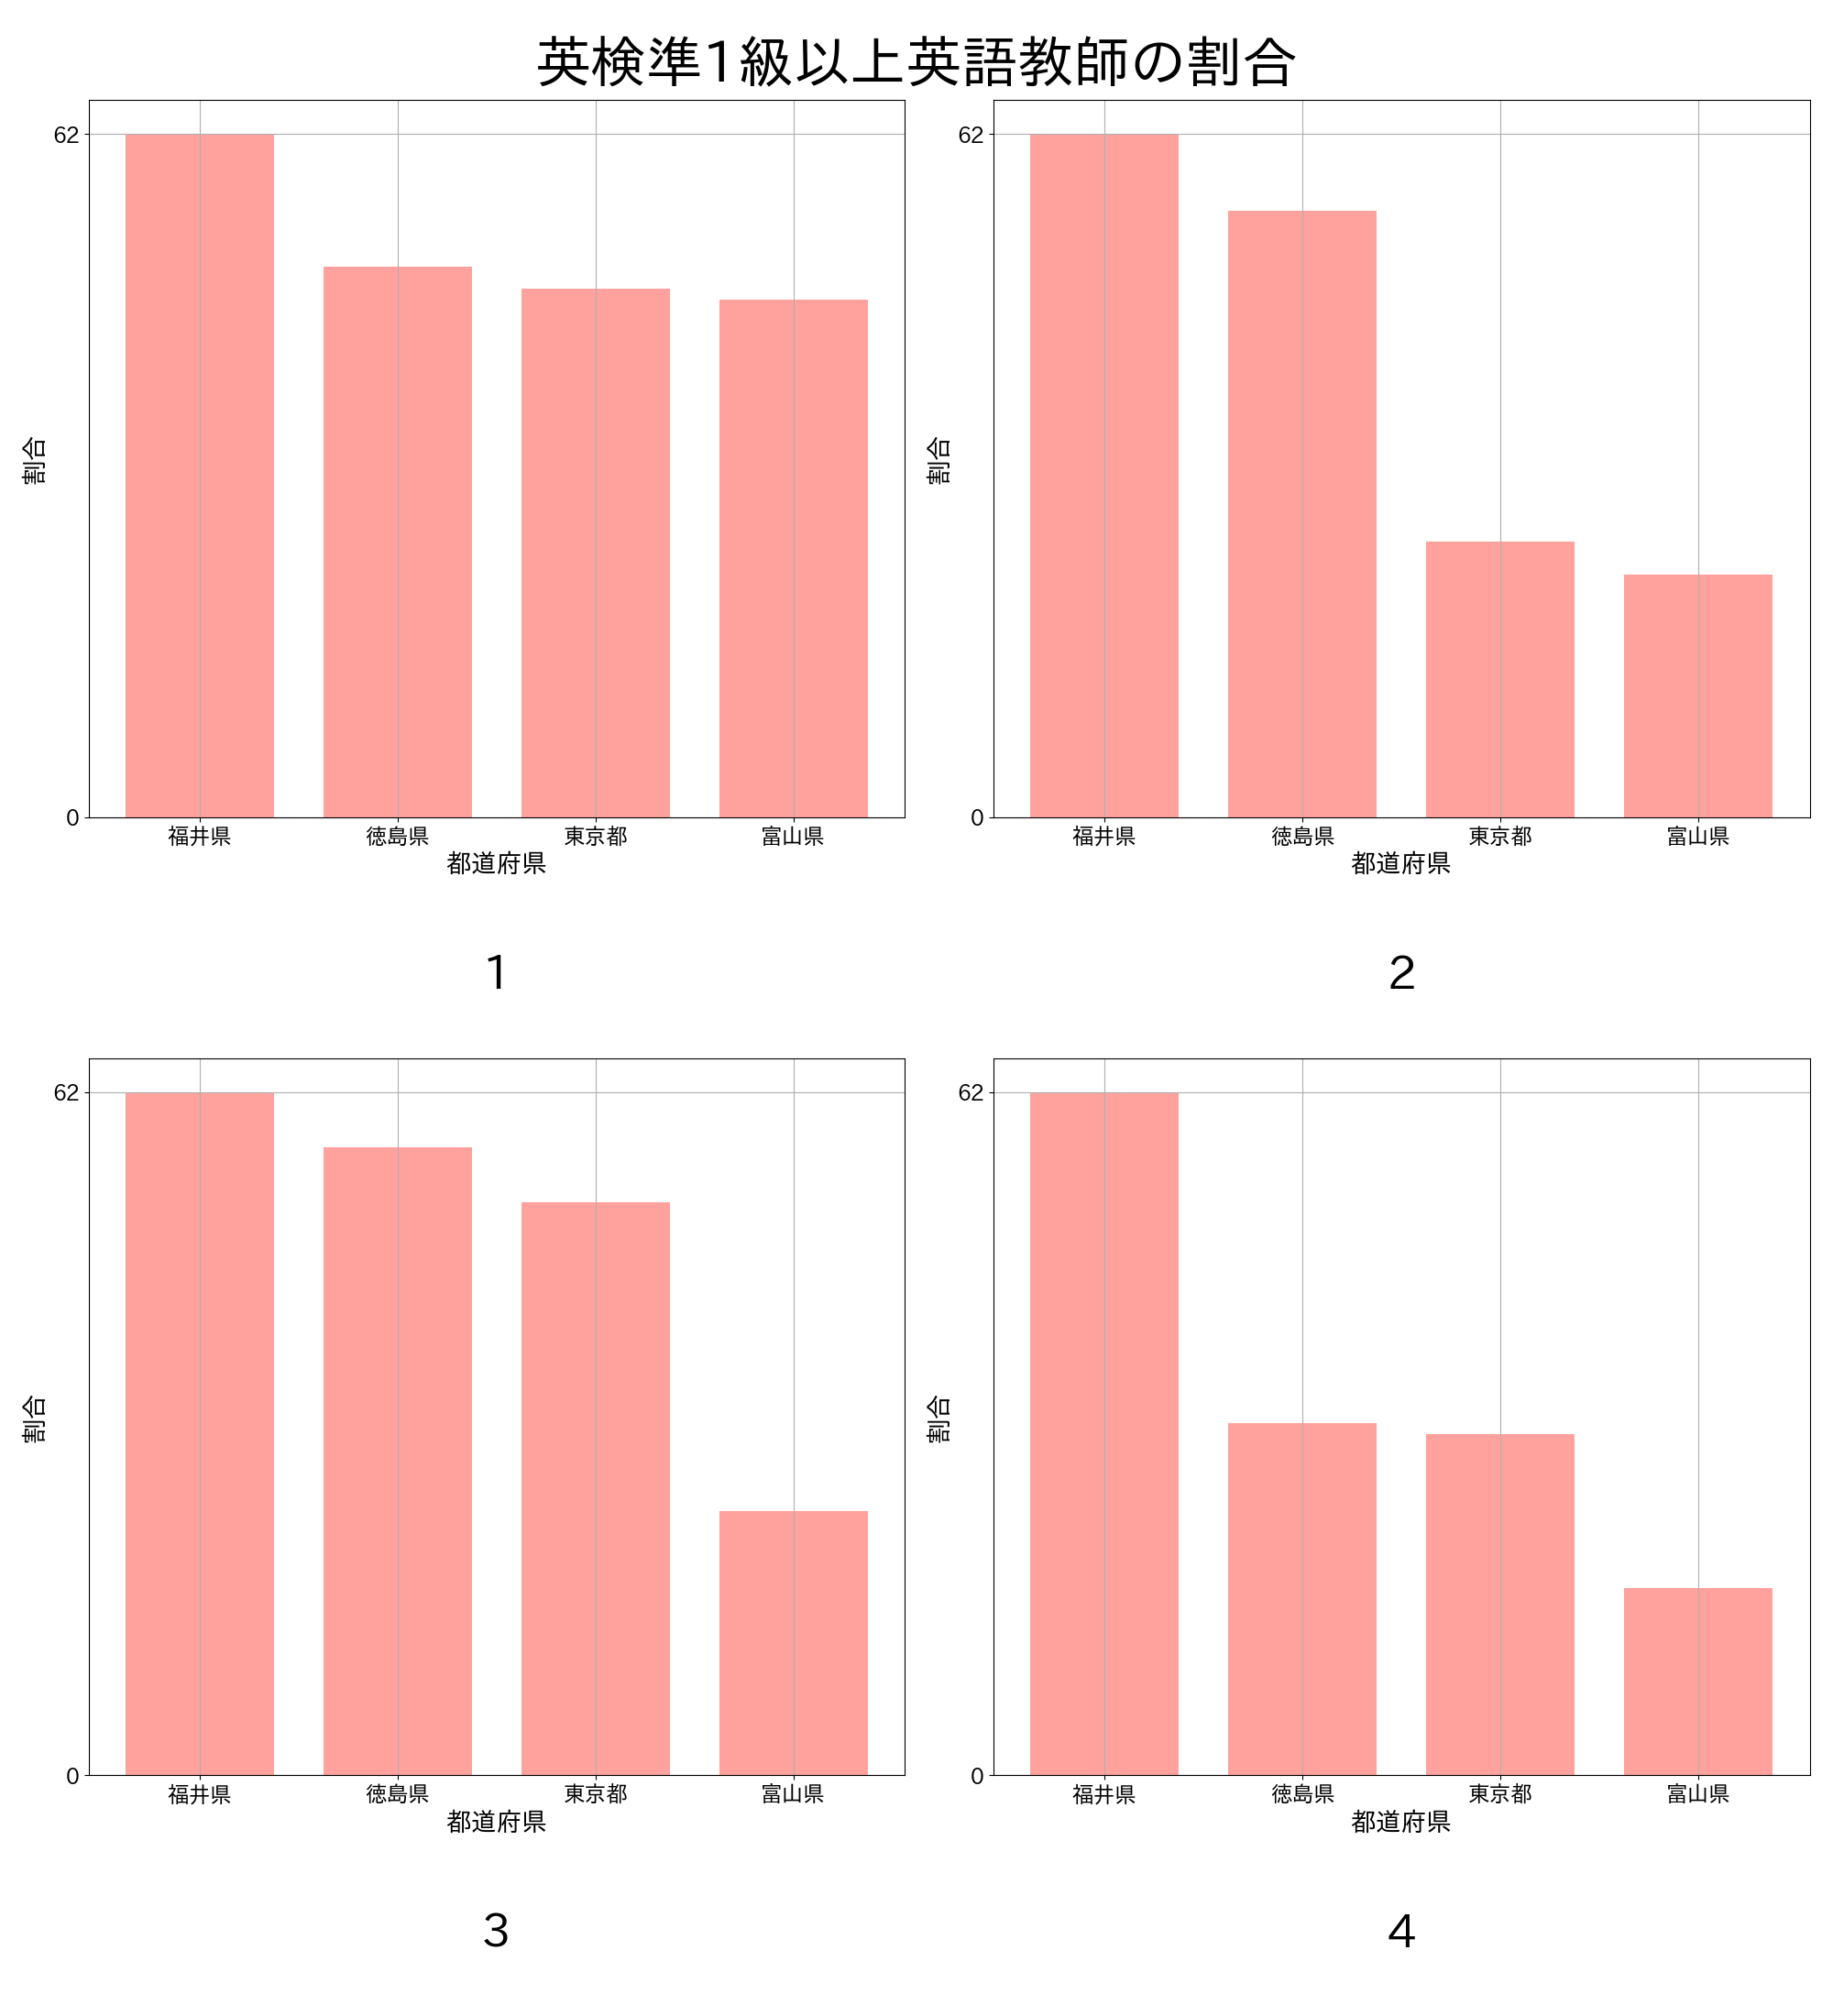 英検準1級以上英語教師の割合
62
0
割合
福井県 徳島県 東京都 富山県
都道府県
1
62
0
割合
福井県 徳島県 東京都 富山県
都道府県
2
62
0
割合
福井県 徳島県 東京都 富山県
都道府県
3
62
0
割合
福井県 徳島県 東京都 富山県
都道府県
4